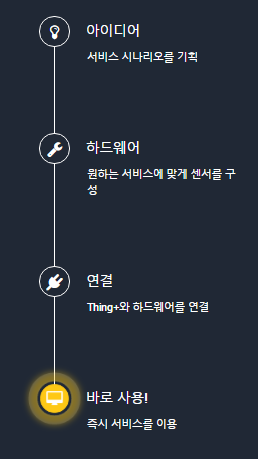 아이디어
서비스 시나리오를 기획
하드웨어
원하는 서비스에 맞게 센서를 구
성
연결
Thing+와 하드웨어를 연결
바로 사용!
즉시 서비스를 이용